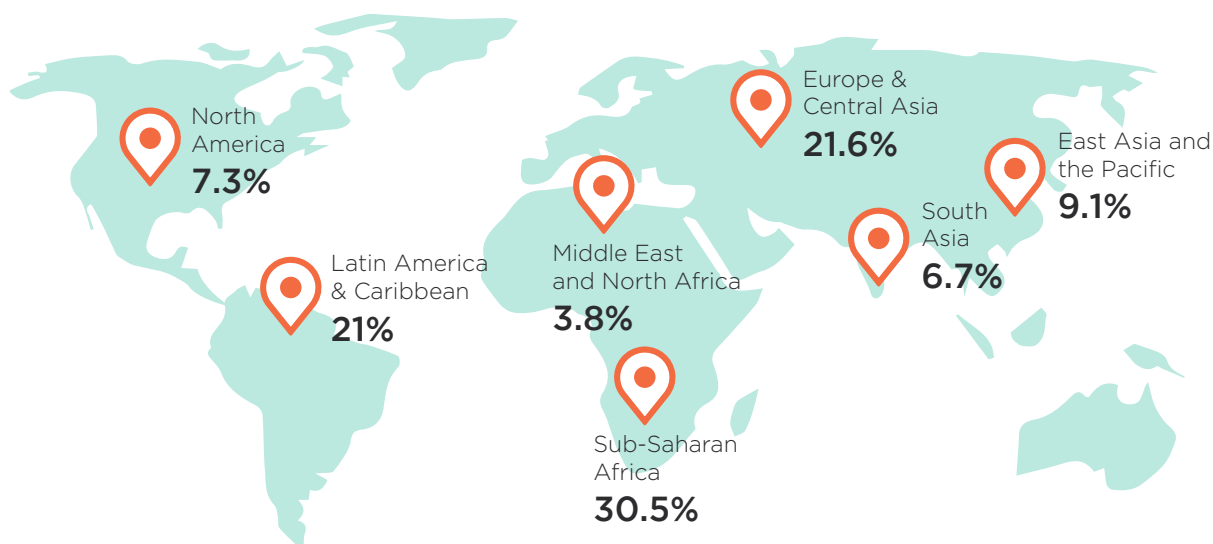 North
America
7.3%
Latin America
& Caribbean
21%
Europe &
Central Asia
21.6%
Middle East
and North Africa
3.8%
Sub-Saharan
Africa
30.5%
South
Asia
6.7%
East Asia and
the Pacific
9.1%